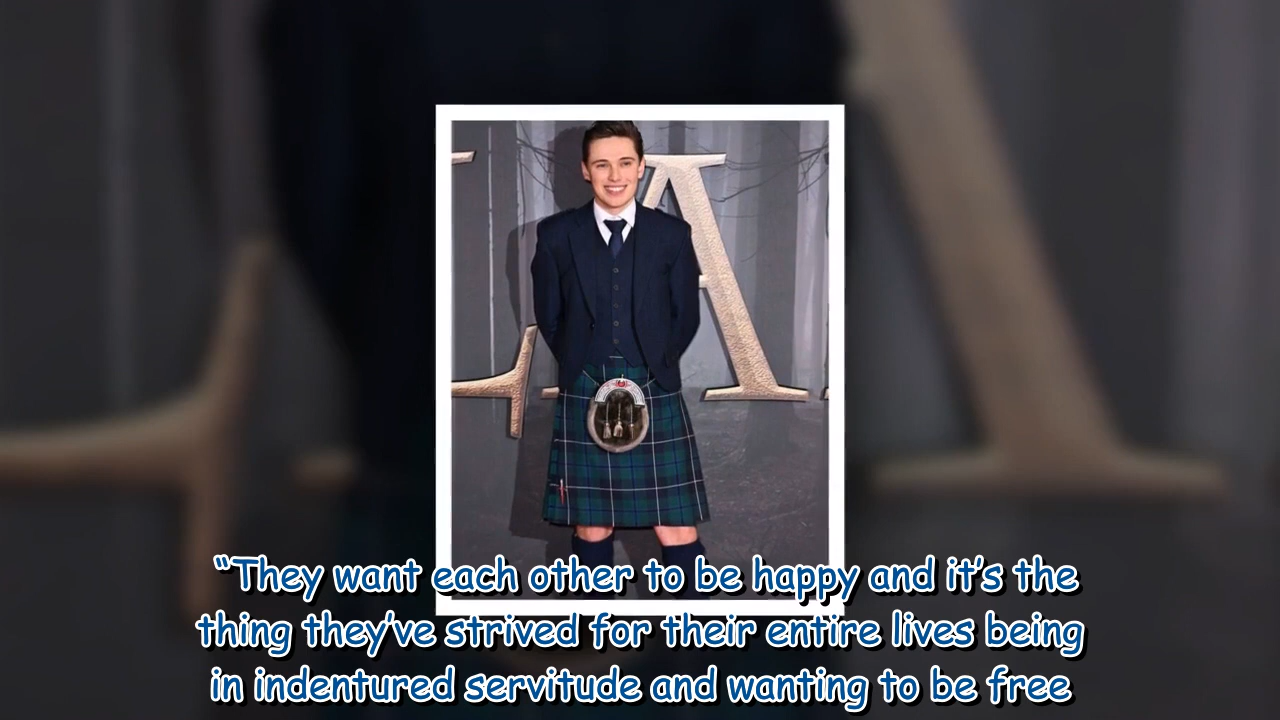 A
“They want each other to be happy and it’s the
thing they’ve strived for their entire lives being
in indentured servitude and wanting to be free